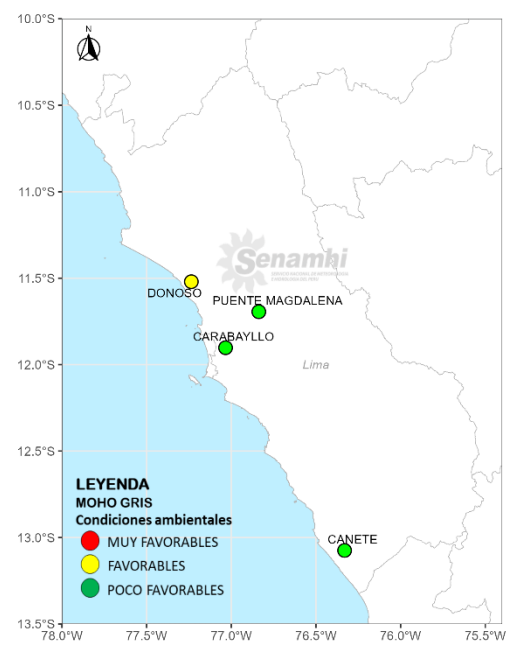 10.0°S
N
10.5°S
11.0°S
Senamhi
11.5°S
DONOSO
PUENTE MAGDALENA
CARABAYLLO
12.0°S
Lima
12.5°S
LEYENDA
MOHO GRIS
Condiciones ambientales
MUY FAVORABLES
FAVORABLES
POCO FAVORABLES
CANETE
13.0°S
13.5°S
78.0°W 77.5°W 77.0°W 76.5°W 76.0°W 75.5°W